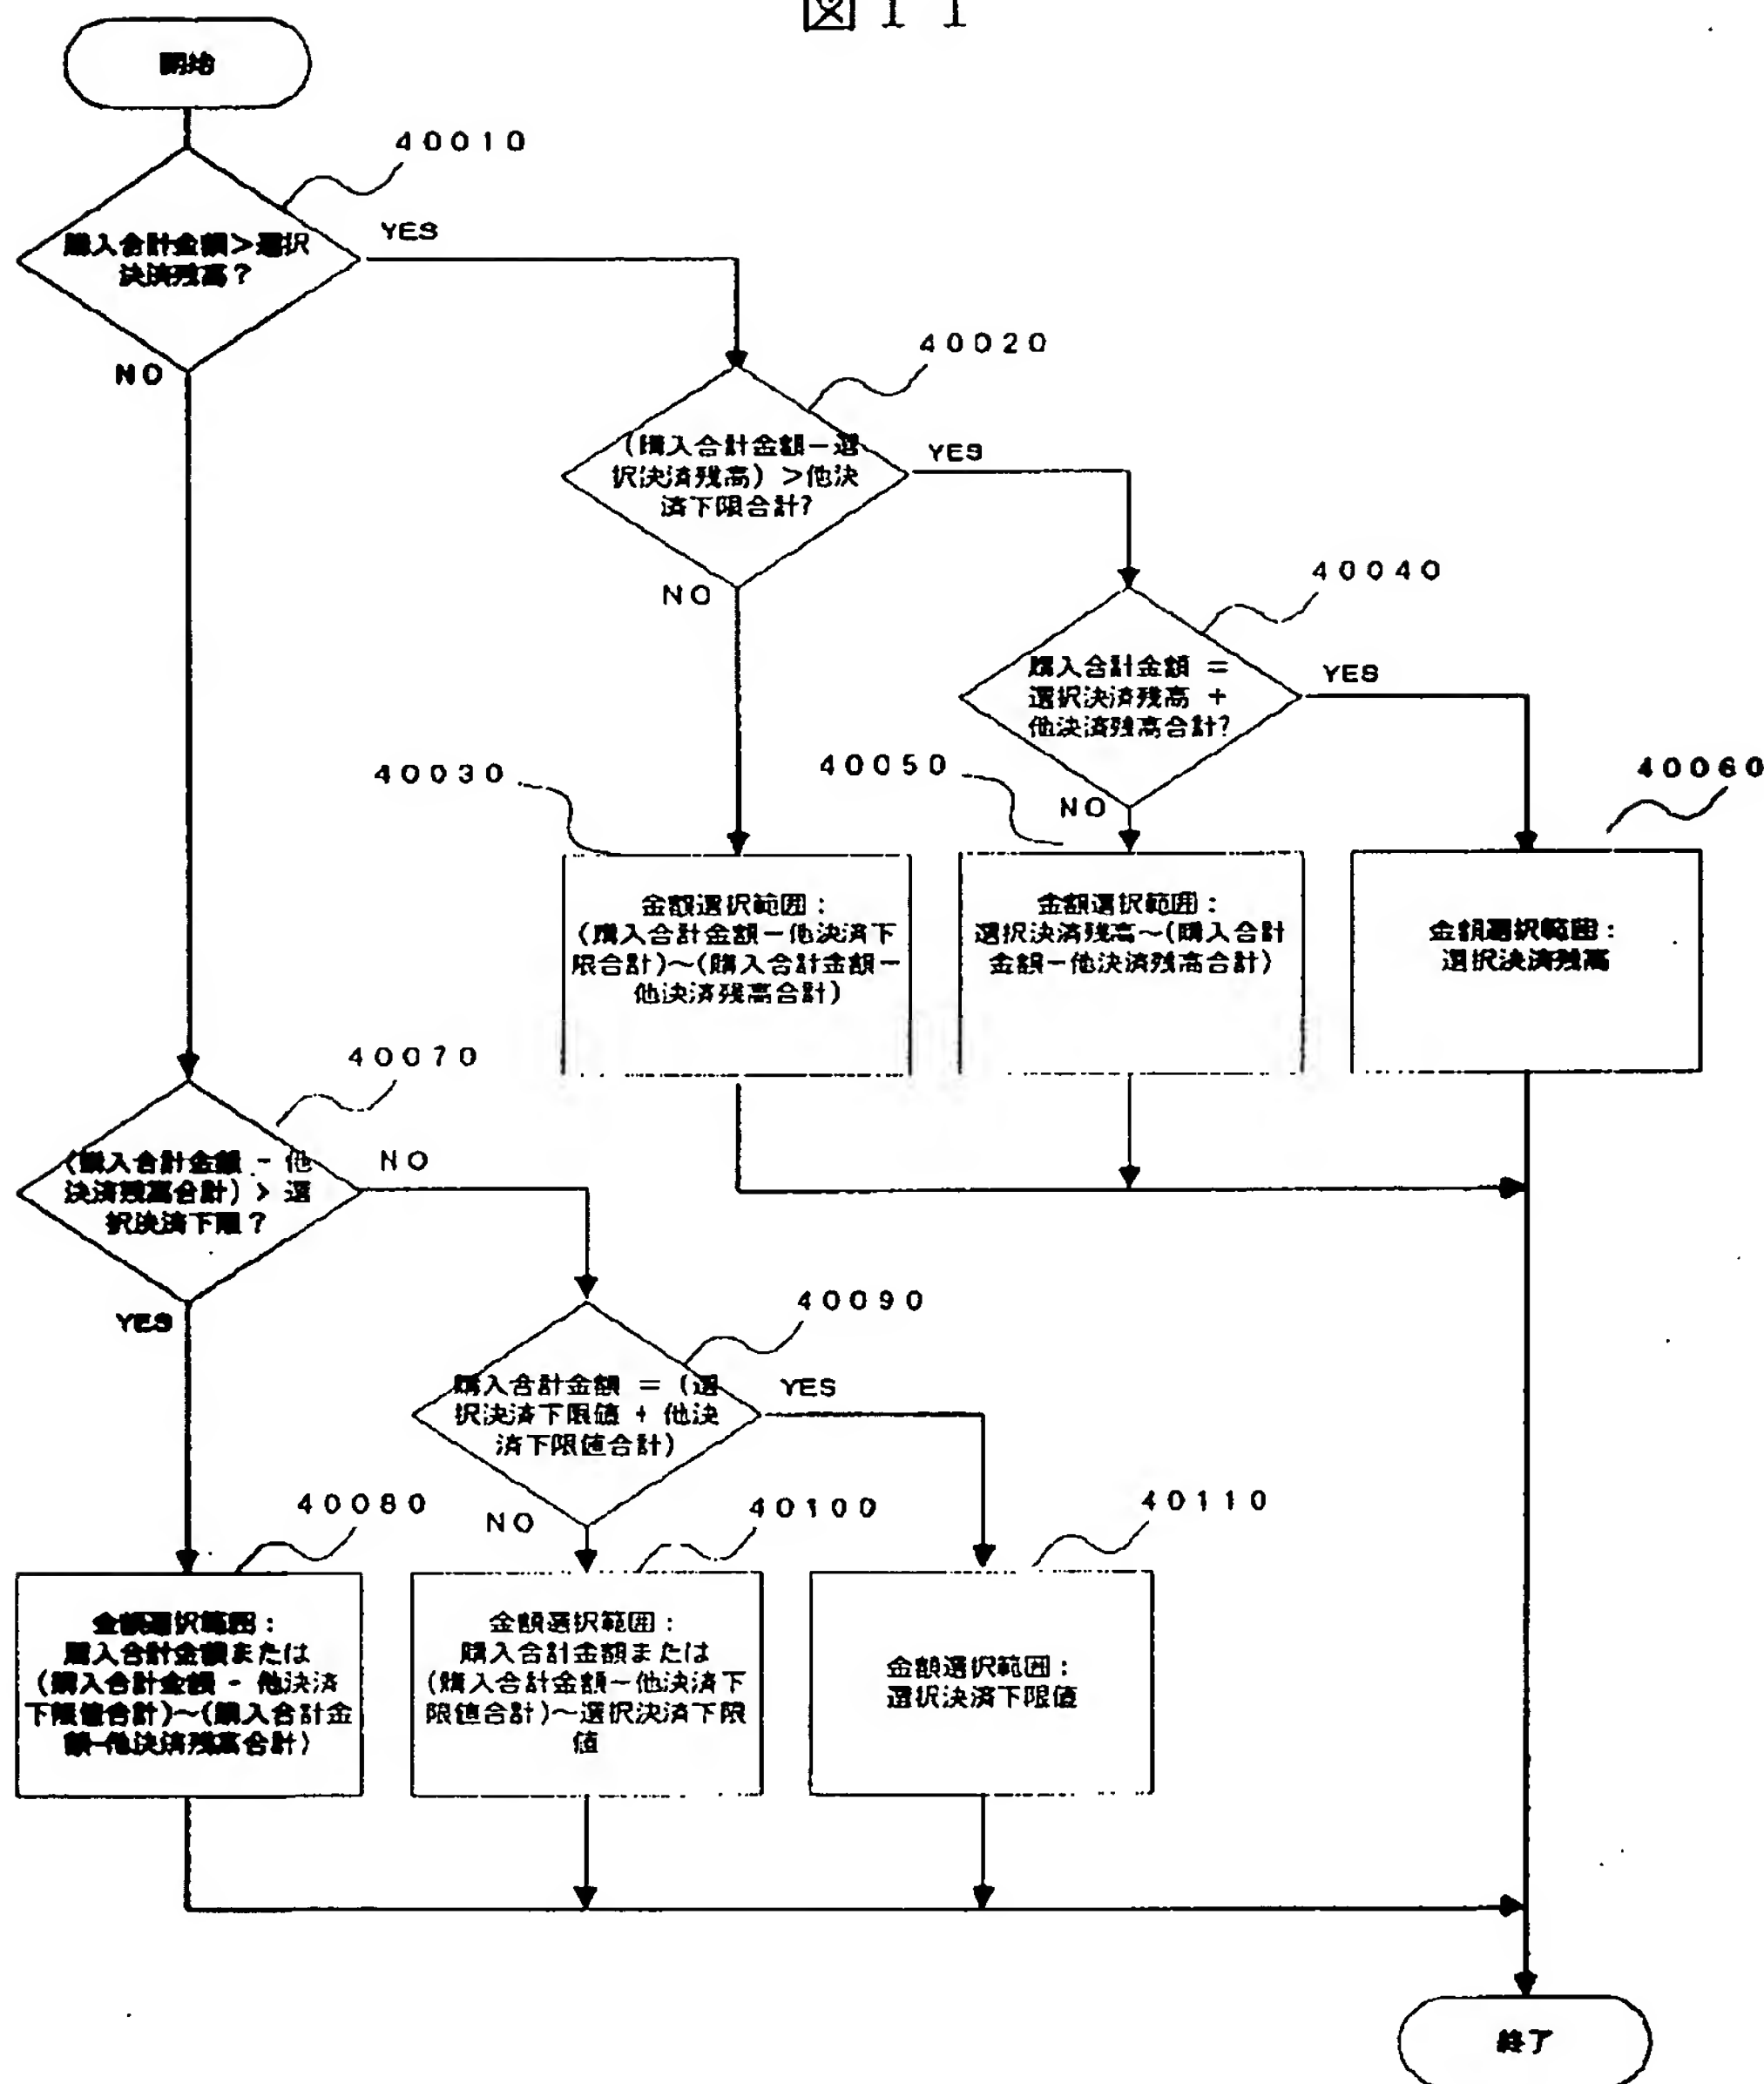 図11
開始
40010
購入合計金額＞選択
決済残高？
YES
NO
40020
(購入合計金額－選
択決済残高）＞他決
済下限合計?
YES
NO
40040
購入合計金額 ＝
選択決済残高 ＋
他決済残高合計?
YES
NO
40030
金額選択範囲：
(購入合計金額－他決済下
限合計)～(購入合計金額－
他決済残高合計)
40050
金額選択範囲：
選択決済残高～(購入合計
金額－他決済残高合計)
40060
金額選択範囲：
選択決済残高
40070
(購入合計金額 - 他
決済残高合計) > 選
択決済下限？
NO
YES
40090
購入合計金額 ＝ (選
択決済下限値 + 他決
済下限値合計)
YES
NO
40080
金額選択範囲：
購入合計金額または
(購入合計金額 - 他決済
下限値合計)～(購入合計金
額-他決済残高合計)
40100
金額選択範囲：
購入合計金額または
(購入合計金額－他決済下
限値合計)～選択決済下限
値
40110
金額選択範囲：
選択決済下限値
終了